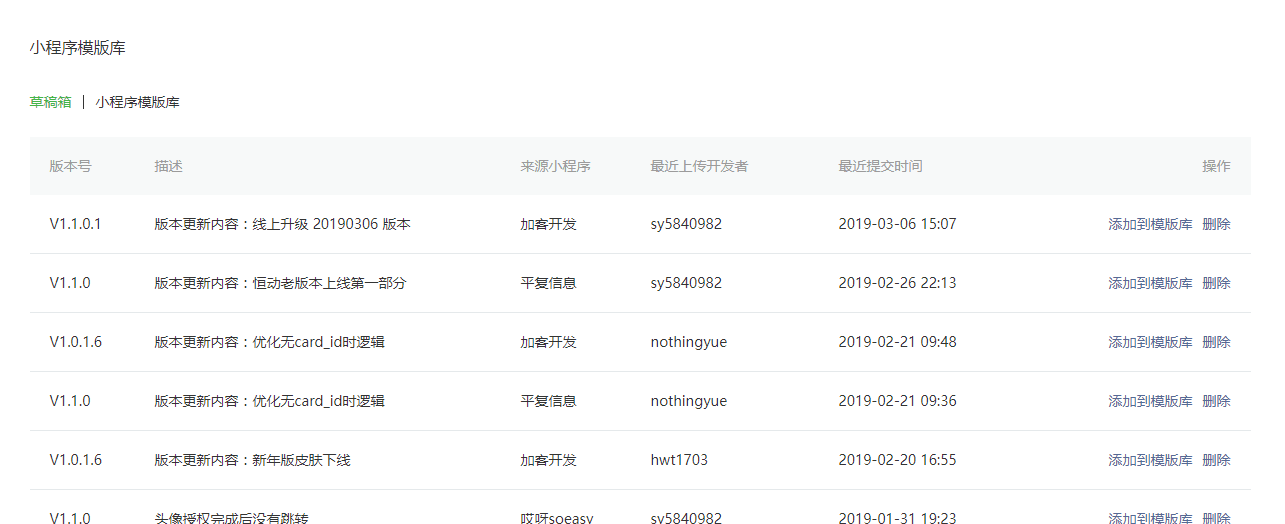 小程序模版库
草稿箱 | 小程序模版库
版本号 描述 来源小程序 最近上传开发者 最近提交时间 操作
V1.1.0.1 版本更新内容：线上升级 20190306 版本 加客开发 sy5840982 2019-03-06 15:07 添加到模版库 删除
V1.1.0 版本更新内容：恒动老版本上线第一部分 平复信息 sy5840982 2019-02-26 22:13 添加到模版库 删除
V1.0.1.6 版本更新内容：优化无card_id时逻辑 加客开发 nothingyue 2019-02-21 09:48 添加到模版库 删除
V1.1.0 版本更新内容：优化无card_id时逻辑 平复信息 nothingyue 2019-02-21 09:36 添加到模版库 删除
V1.0.1.6 版本更新内容：新年版皮肤下线 加客开发 hwt1703 2019-02-20 16:55 添加到模版库 删除
V1.1.0 头像授权完成后没有跳转 哎呀soeasy sy5840982 2019-01-31 19:23 添加到模版库 删除